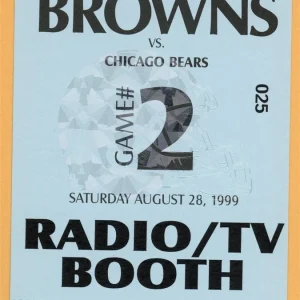 BROWNS
VS.
CHICAGO BEARS
025
GAME#
2
SATURDAY AUGUST 28, 1999
RADIO/TV
BOOTH